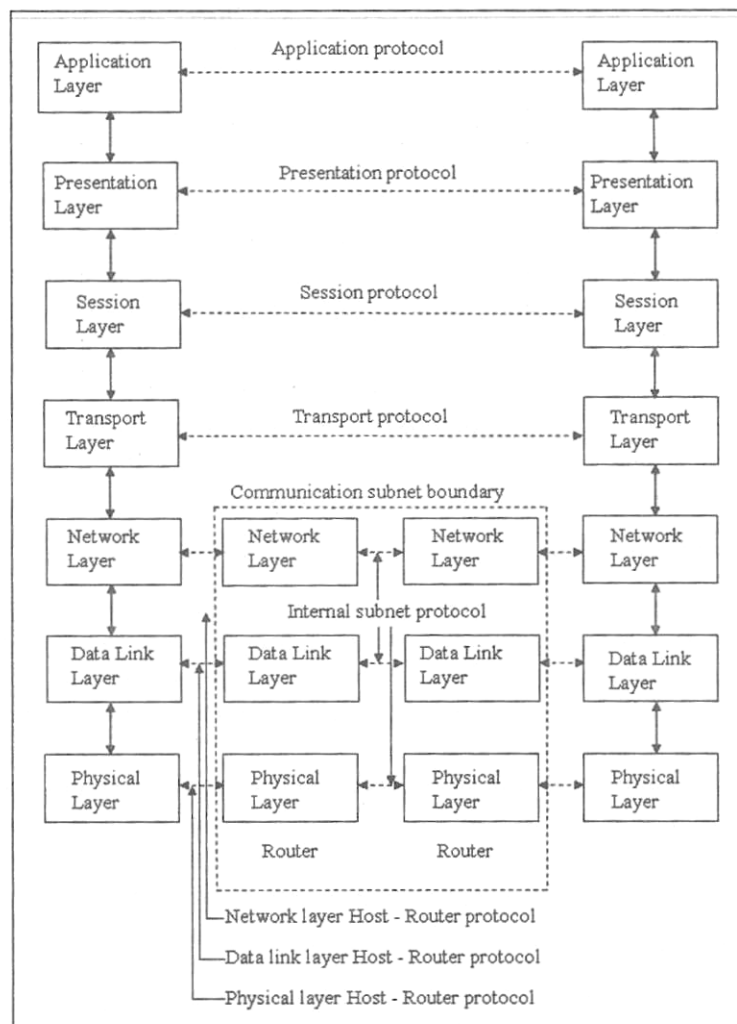 Application protocol
Application
Layer
Application
Layer
Presentation protocol
Presentation
Layer
Presentation
Layer
Session protocol
Session
Layer
Session
Layer
Transport protocol
Transport
Layer
Transport
Layer
Communication subnet boundary
Network
Layer
Network
Layer
Network
Layer
Network
Layer
Internal subnet protocol
Data Link
Layer
Data Link
Layer
Data Link
Layer
Data Link
Layer
Physical
Layer
Physical
Layer
Physical
Layer
Physical
Layer
Router
Router
Network layer Host - Router protocol
Data link layer Host - Router protocol
Physical layer Host - Router protocol